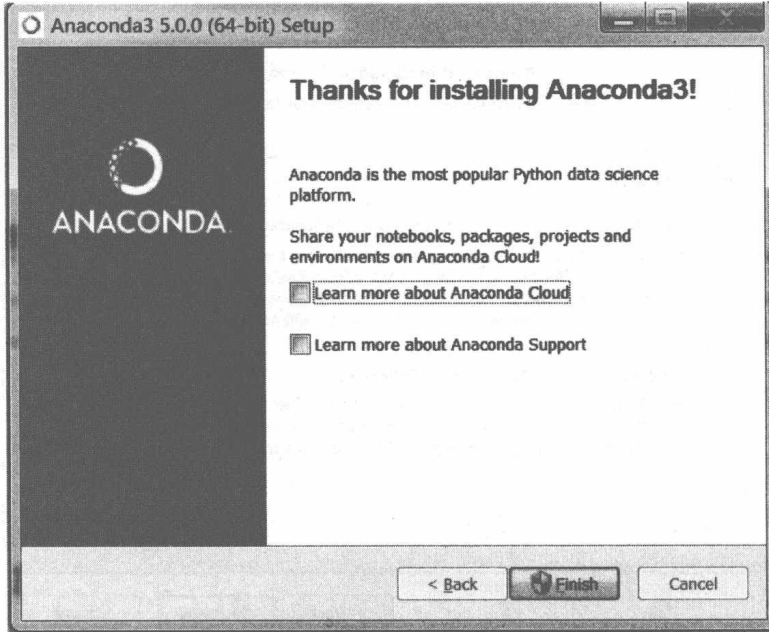 Anaconda3 5.0.0 (64-bit) Setup
Thanks for installing Anaconda3!
ANACONDA.
Anaconda is the most popular Python data science
platform.
Share your notebooks, packages, projects and
environments on Anaconda Cloud!
Learn more about Anaconda Cloud
Learn more about Anaconda Support
< Back
Finish
Cancel